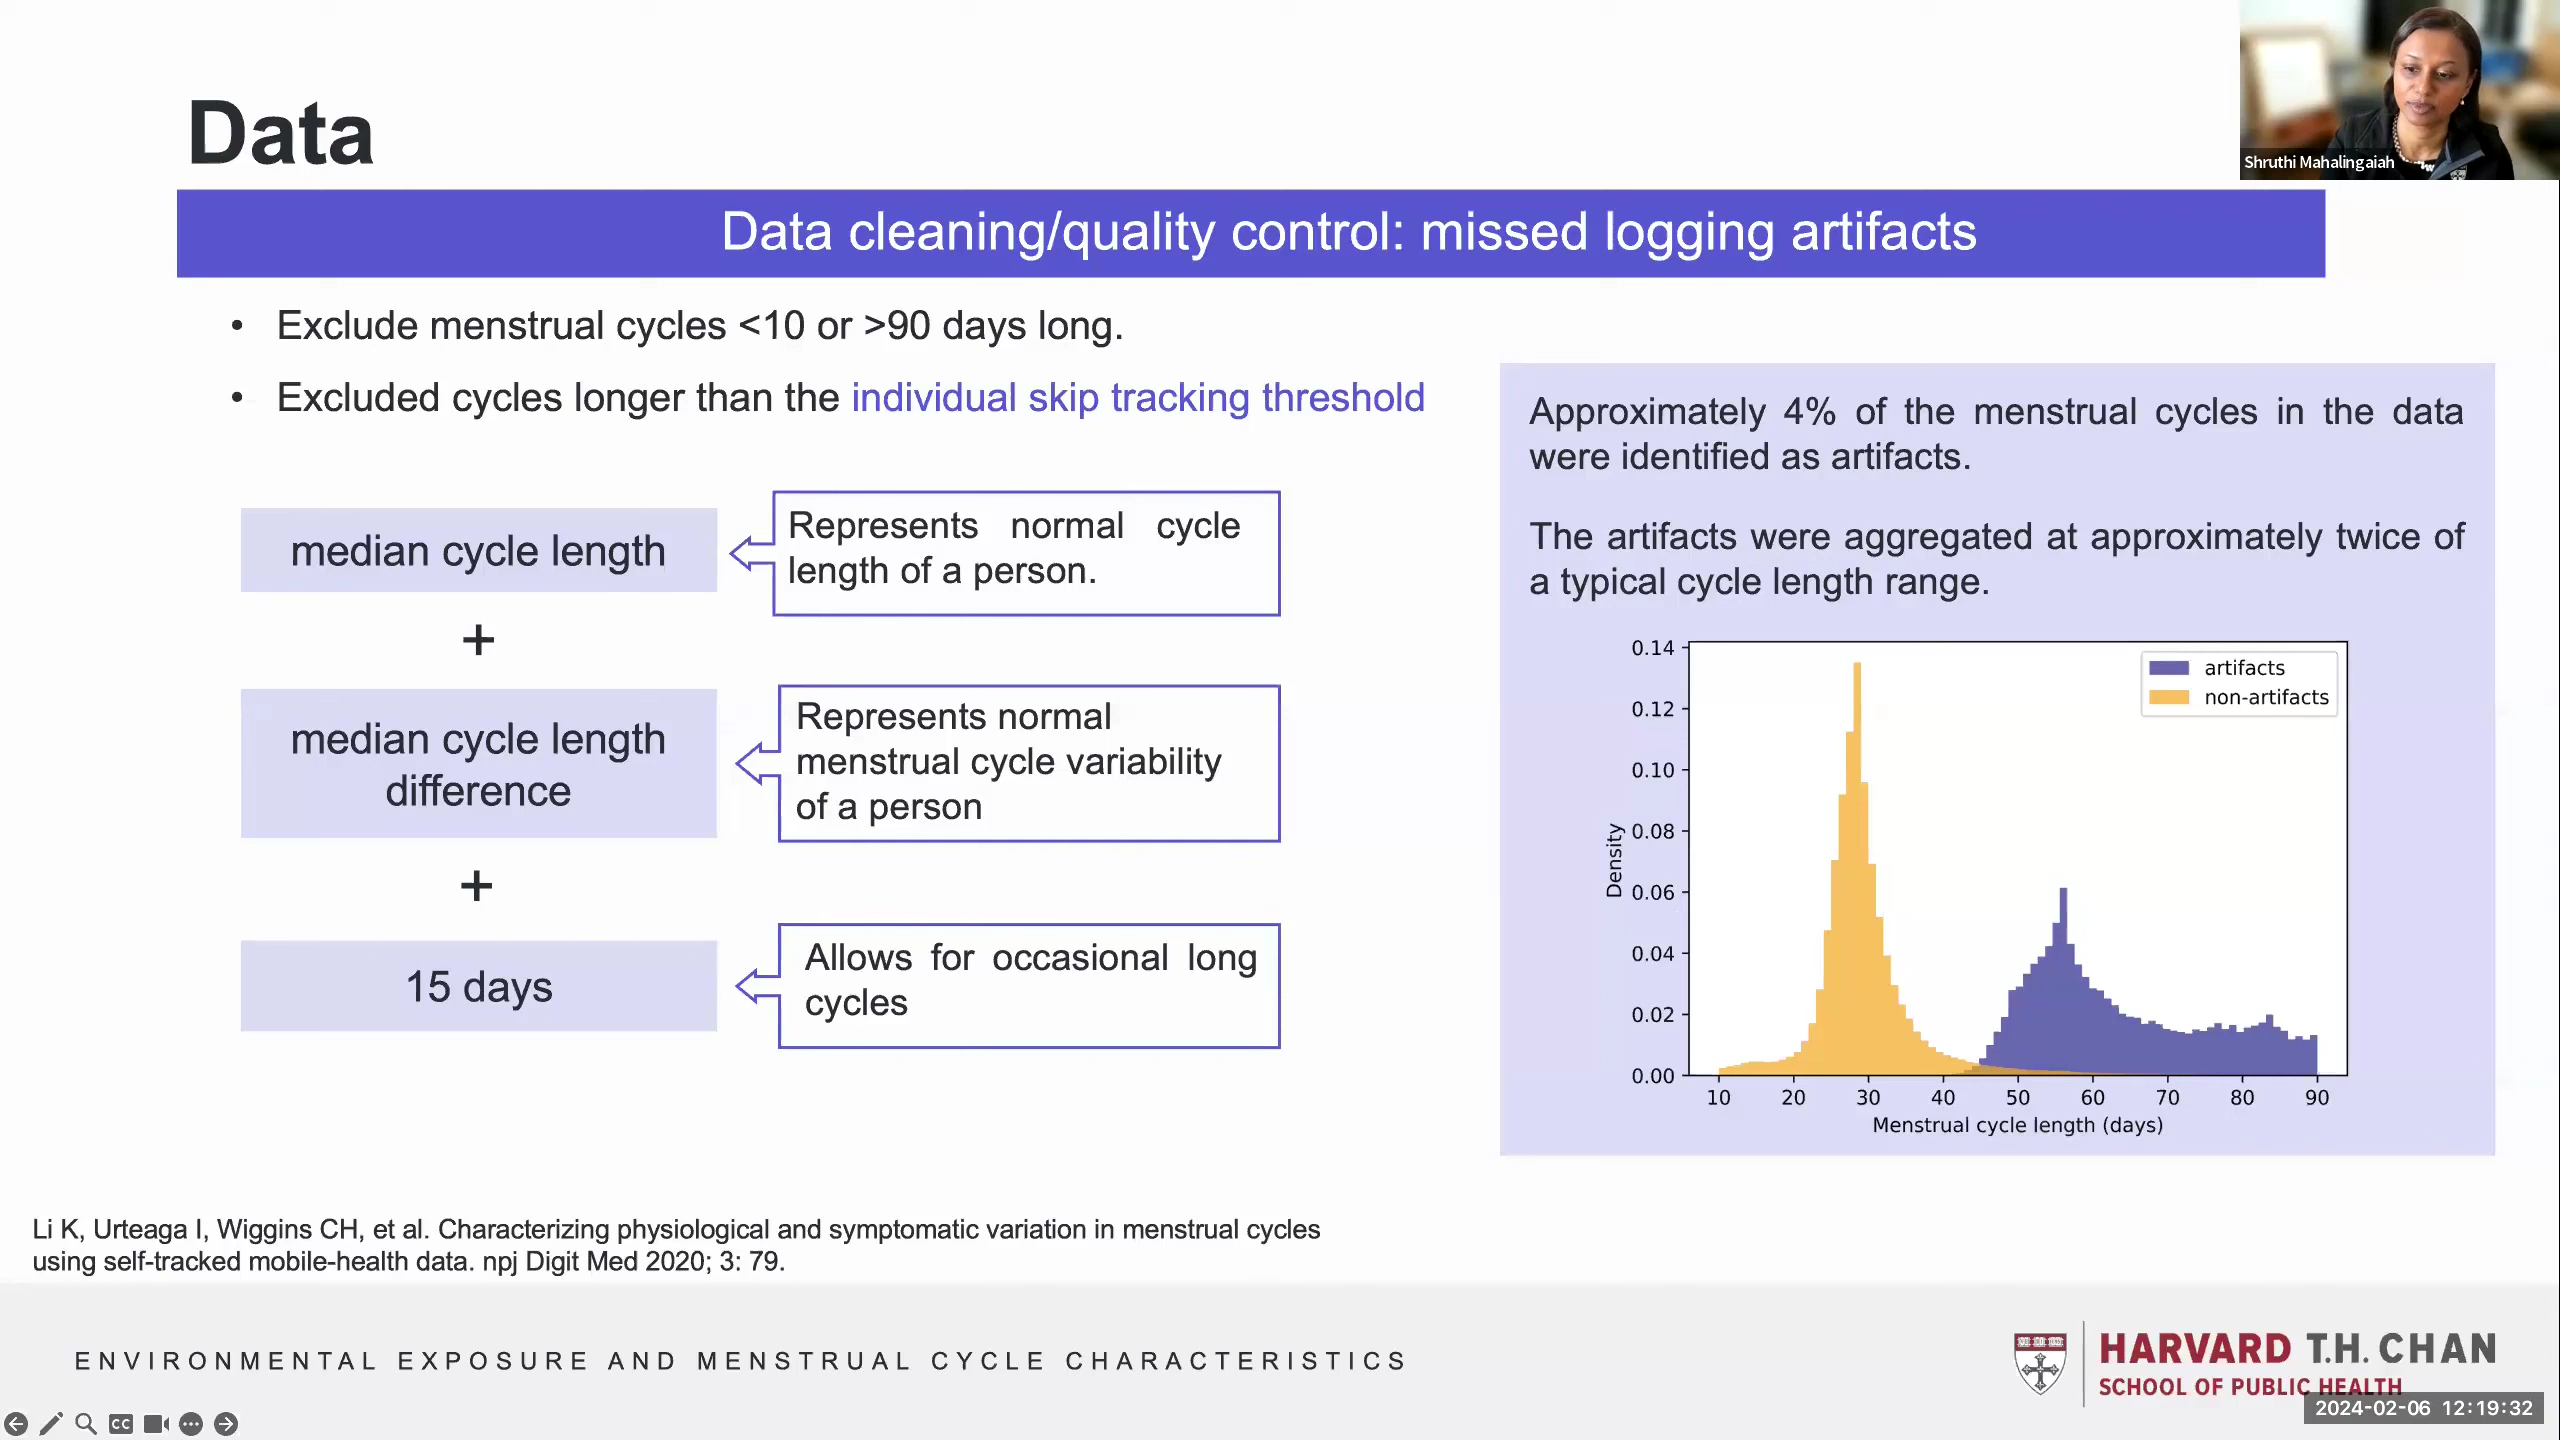 Shruthi Mahalingaiah
Data
Data cleaning/quality control: missed logging artifacts
• Exclude menstrual cycles <10 or >90 days long.
• Excluded cycles longer than the individual skip tracking threshold
median cycle length
Represents normal cycle
length of a person.
+
median cycle length
difference
Represents normal
menstrual cycle variability
of a person
+
15 days
Allows for occasional long
cycles
Approximately 4% of the menstrual cycles in the data
were identified as artifacts.
The artifacts were aggregated at approximately twice of
a typical cycle length range.
artifacts
non-artifacts
Density
0.14
0.12
0.10
0.08
0.06
0.04
0.02
0.00
10 20 30 40 50 60 70 80 90
Menstrual cycle length (days)
Li K, Urteaga I, Wiggins CH, et al. Characterizing physiological and symptomatic variation in menstrual cycles
using self-tracked mobile-health data. npj Digit Med 2020; 3: 79.
ENVIRONMENTAL EXPOSURE AND MENSTRUAL CYCLE CHARACTERISTICS
HARVARD T.H. CHAN
SCHOOL OF PUBLIC HEALTH
CC
2024-02-06 12:19:32